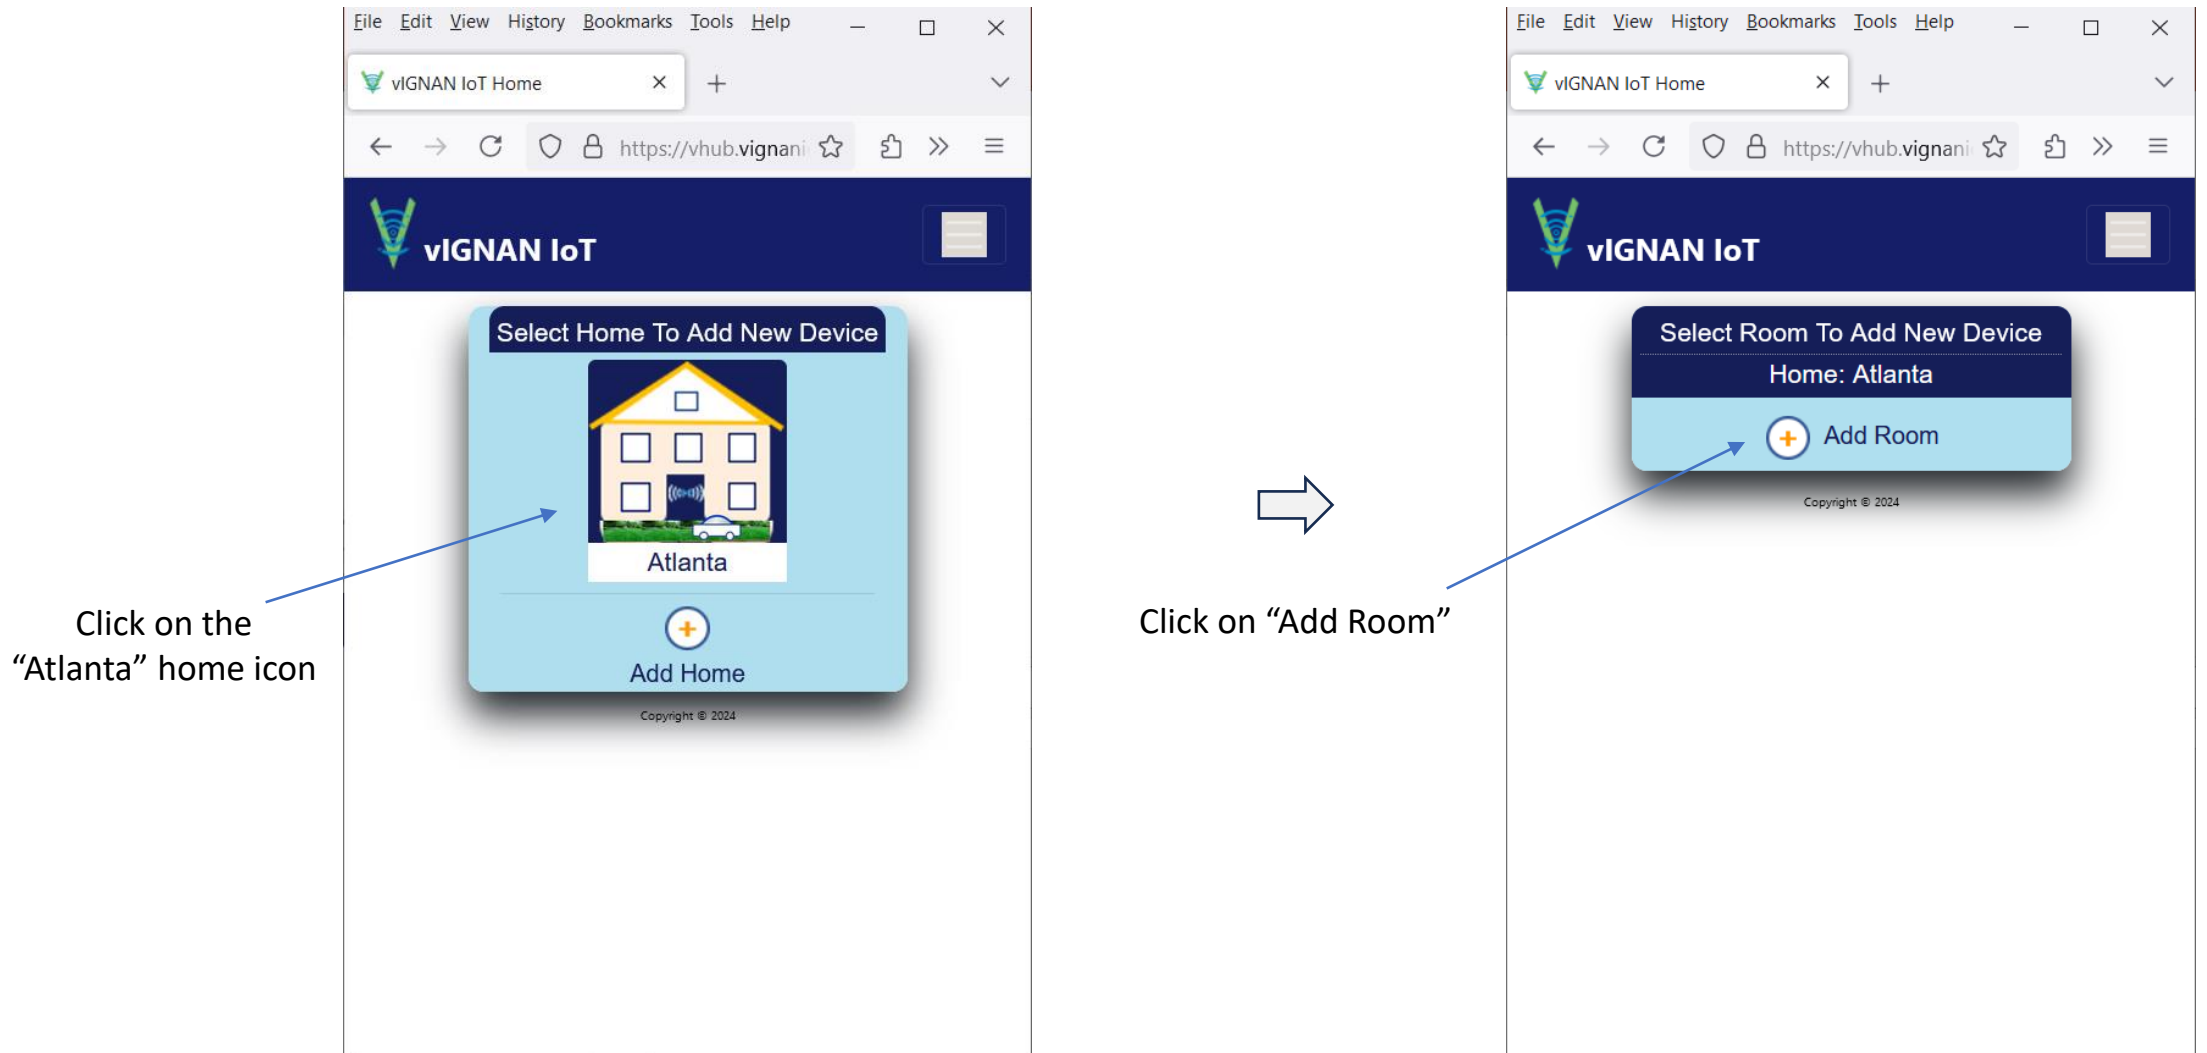 File Edit View History Bookmarks Tools Help
vIGNAN IoT Home
https://vhub.vignani
vIGNAN IoT
Select Home To Add New Device
Atlanta
Add Home
Copyright © 2024
Click on the
“Atlanta” home icon
File Edit View History Bookmarks Tools Help
vIGNAN IoT Home
https://vhub.vignani
vIGNAN IoT
Select Room To Add New Device
Home: Atlanta
Add Room
Copyright © 2024
Click on “Add Room”